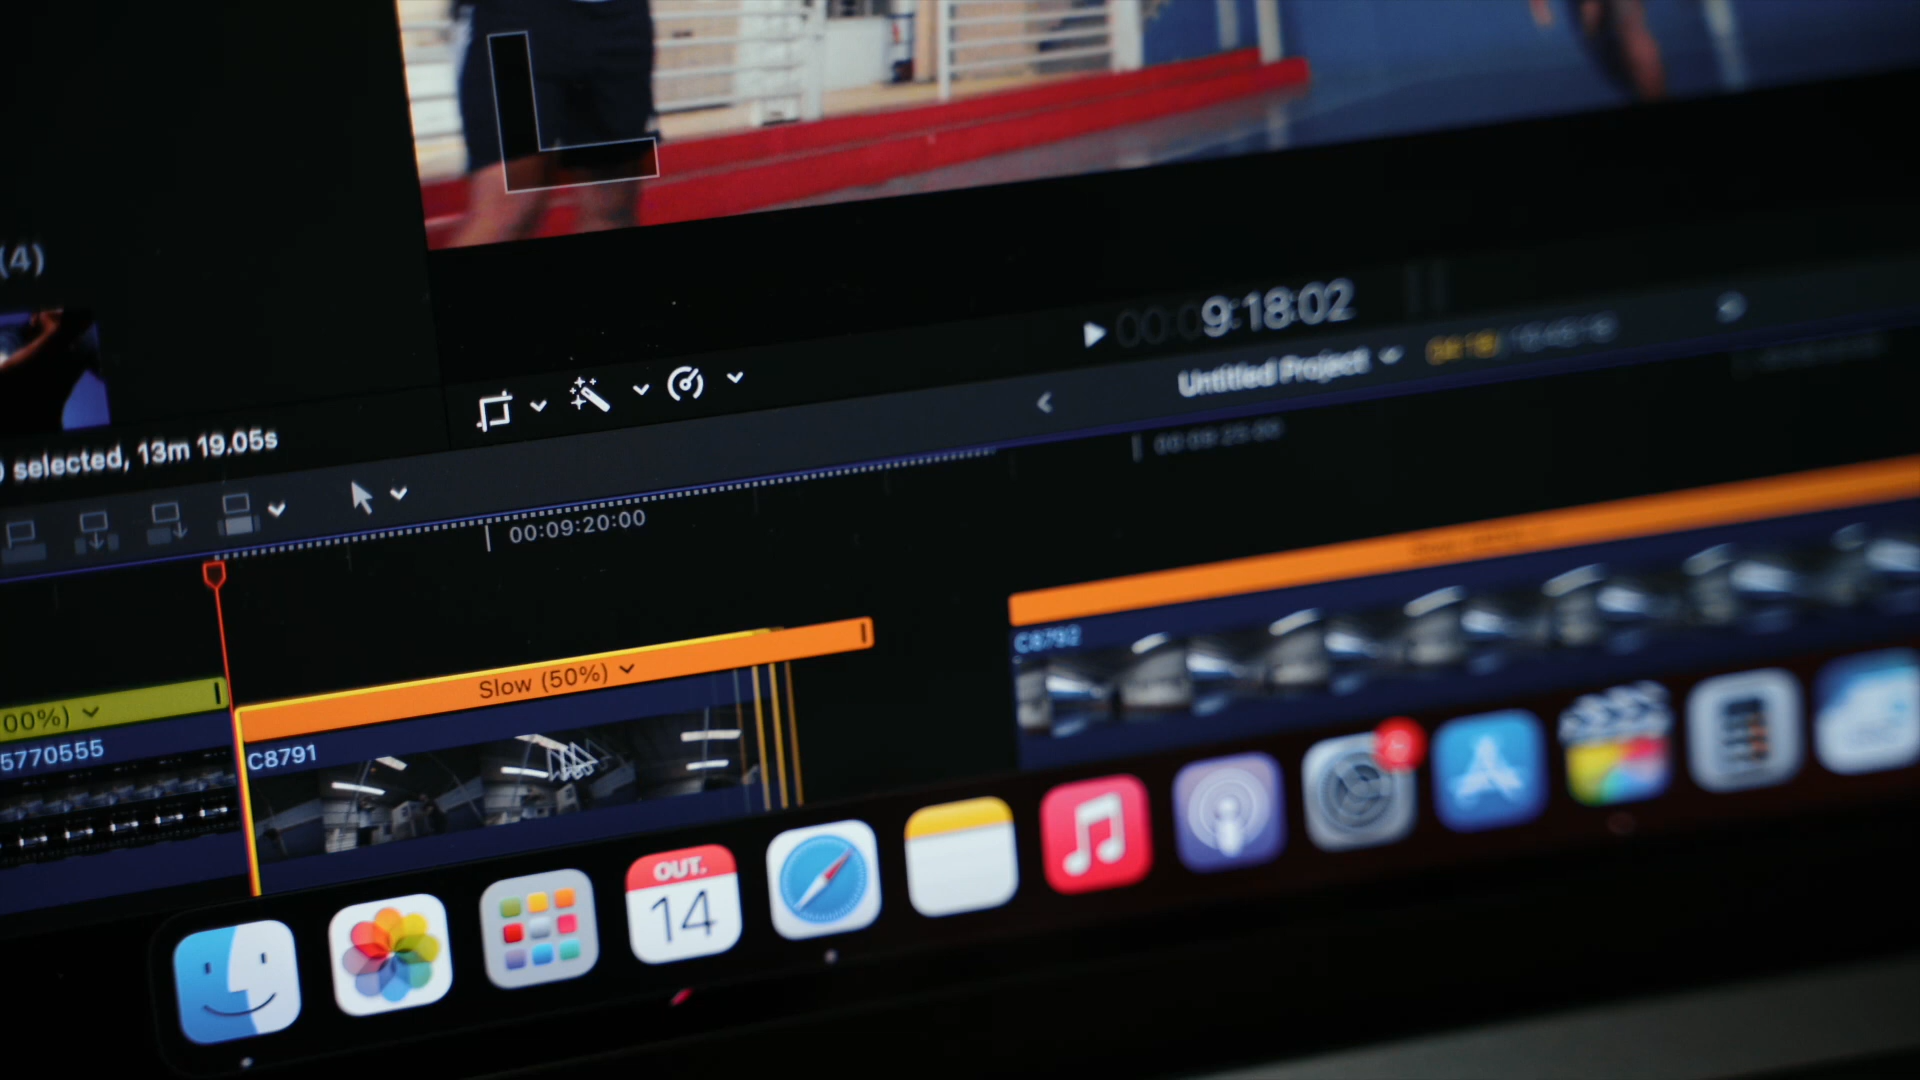 (4)
9:18:02
Untitled Project
selected, 13m 19.05s
00:09:20:00
Slow (50%)
00%)
C8792
5770555
C8791
OUT.
14